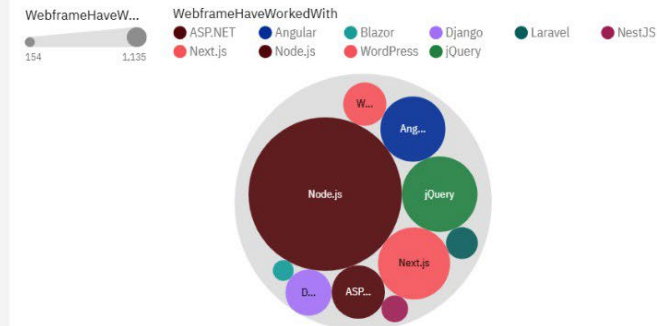 WebframeHaveW...
154
1,135
WebframeHaveWorkedWith
ASP.NET Angular Blazor Django Laravel NestJS
Next.js Node.js WordPress jQuery
W...
Ang...
Node.js
jQuery
Next.js
D...
ASP...